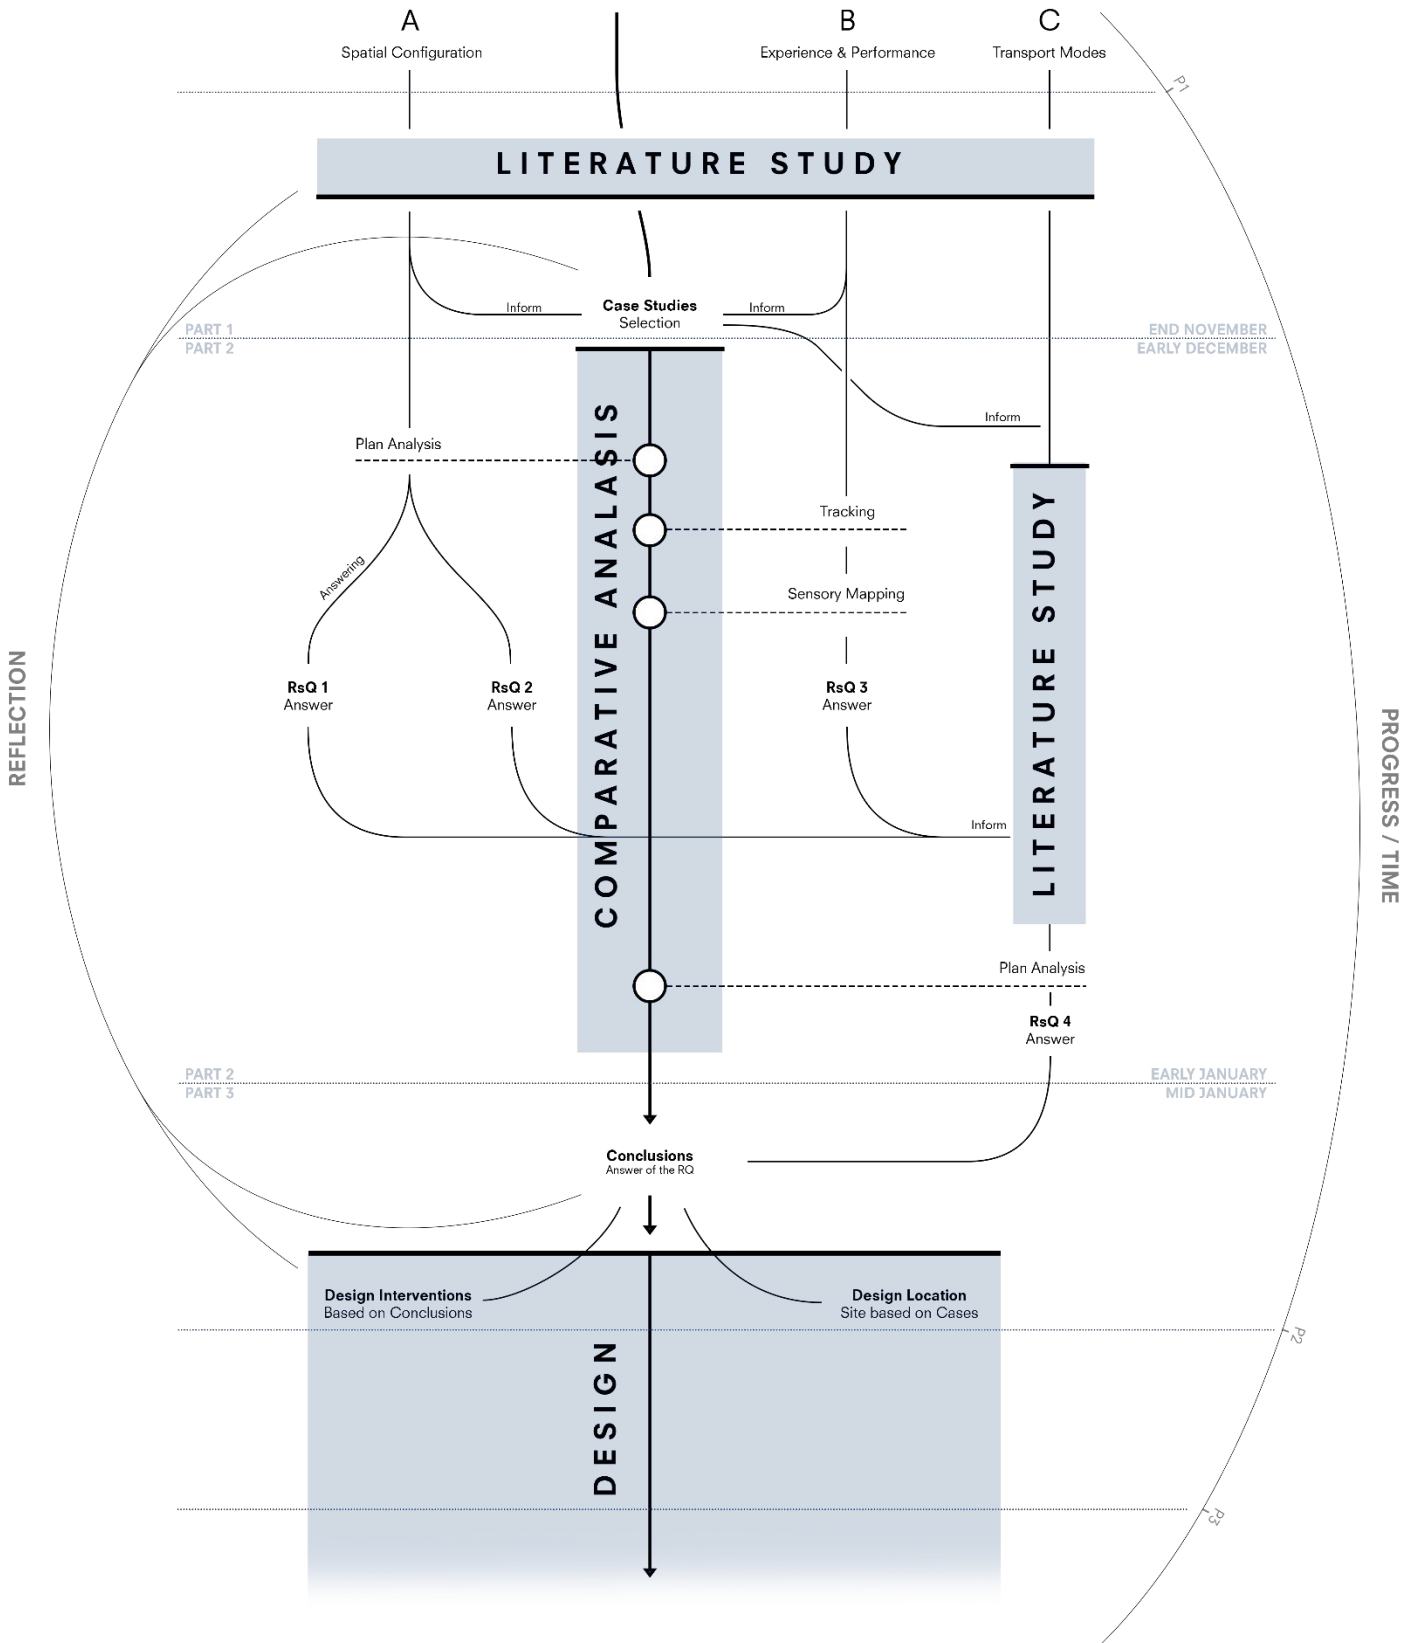 A
B
C
Spatial Configuration
Experience & Performance
Transport Modes
P1
LITERATURE STUDY
Inform
Case Studies
Selection
Inform
PART 1
END NOVEMBER
PART 2
EARLY DECEMBER
Inform
Plan Analysis
COMPARATIVE ANALASIS
Tracking
LITERATURE STUDY
Answering
Sensory Mapping
REFLECTION
PROGRESS / TIME
RsQ 1
Answer
RsQ 2
Answer
RsQ 3
Answer
Inform
Plan Analysis
RsQ 4
Answer
PART 2
EARLY JANUARY
PART 3
MID JANUARY
Conclusions
Answer of the RQ
Design Interventions
Based on Conclusions
Design Location
Site based on Cases
P2
DESIGN
P3